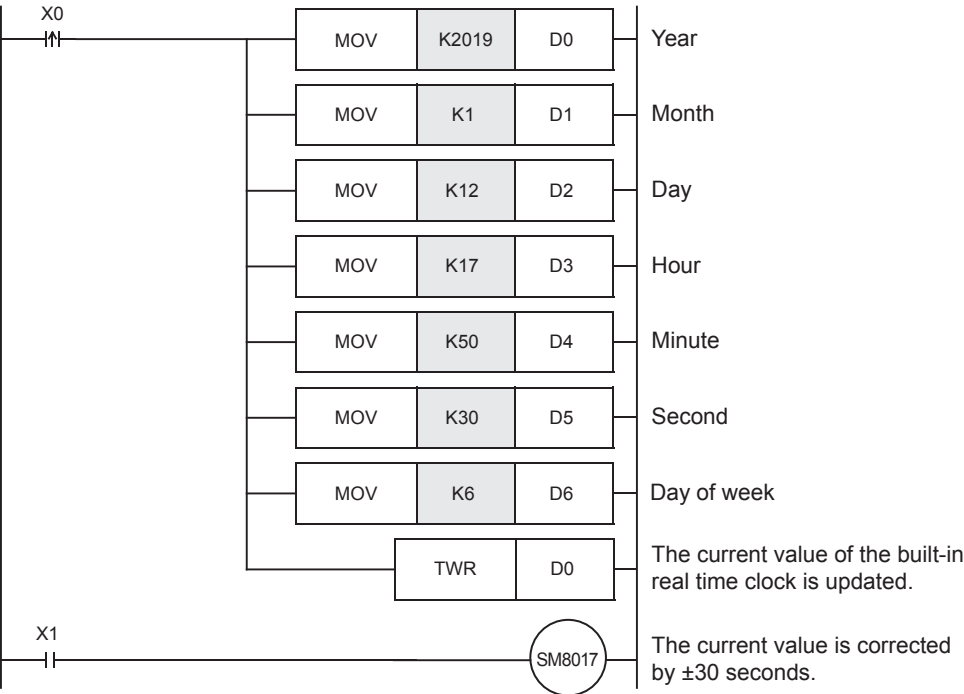 X0
MOV K2019 D0 Year
MOV K1 D1 Month
MOV K12 D2 Day
MOV K17 D3 Hour
MOV K50 D4 Minute
MOV K30 D5 Second
MOV K6 D6 Day of week
TWR D0
The current value of the built-in
real time clock is updated.
X1
SM8017
The current value is corrected
by ±30 seconds.